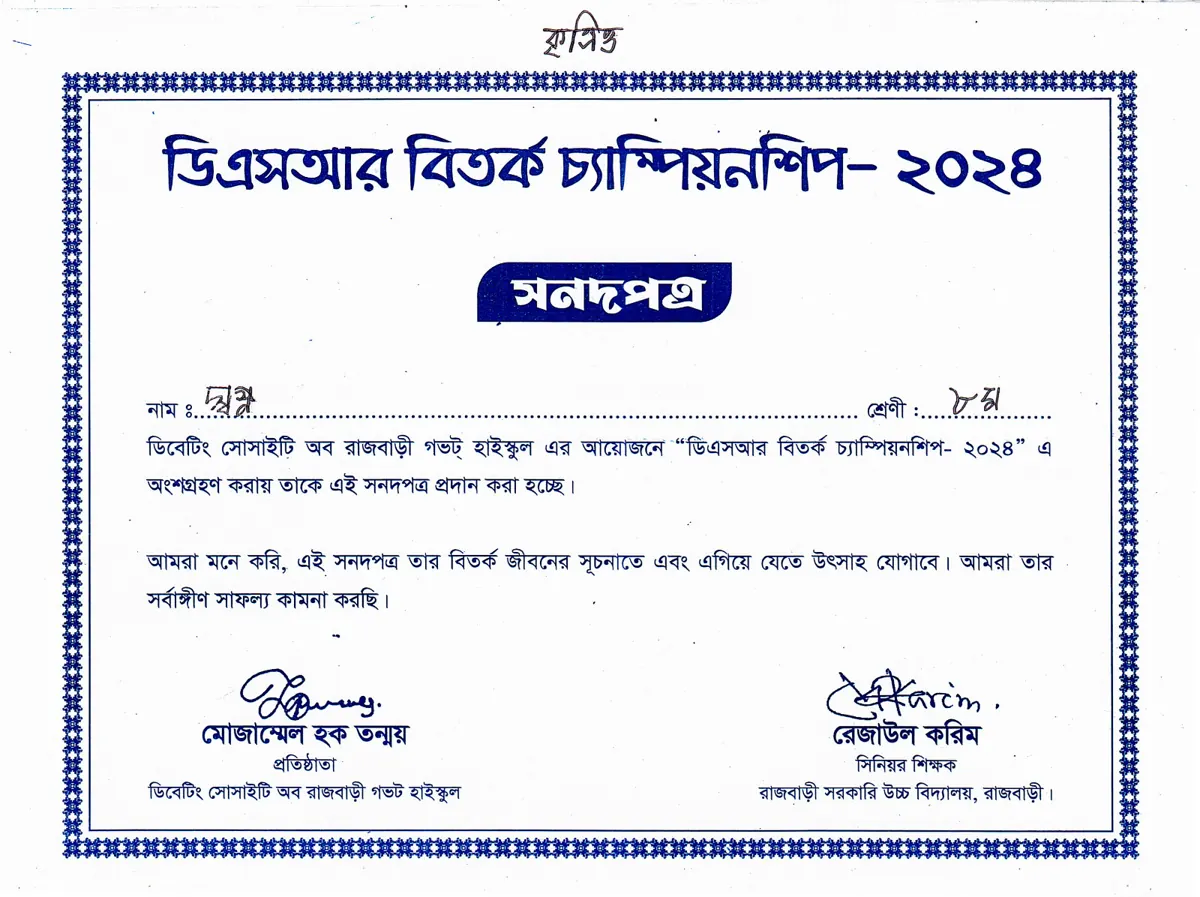 ডিএসআর বিতর্ক চ্যাম্পিয়নশিপ- ২০২৪
সনদপত্র
নাম ঃ.......... শ্রেণী :.....৮ম.....
ডিবেটিং সোসাইটি অব রাজবাড়ী গভট্ হাইস্কুল এর আয়োজনে “ডিএসআর বিতর্ক চ্যাম্পিয়নশিপ- ২০২৪” এ
অংশগ্রহণ করায় তাকে এই সনদপত্র প্রদান করা হচ্ছে।
আমরা মনে করি, এই সনদপত্র তার বিতর্ক জীবনের সূচনাতে এবং এগিয়ে যেতে উৎসাহ যোগাবে। আমরা তার
সর্বাঙ্গীণ সাফল্য কামনা করছি।
মোজাম্মেল হক তন্ময়
প্রতিষ্ঠাতা
ডিবেটিং সোসাইটি অব রাজবাড়ী গভট হাইস্কুল
Karim.
রেজাউল করিম
সিনিয়র শিক্ষক
রাজবাড়ী সরকারি উচ্চ বিদ্যালয়, রাজবাড়ী।